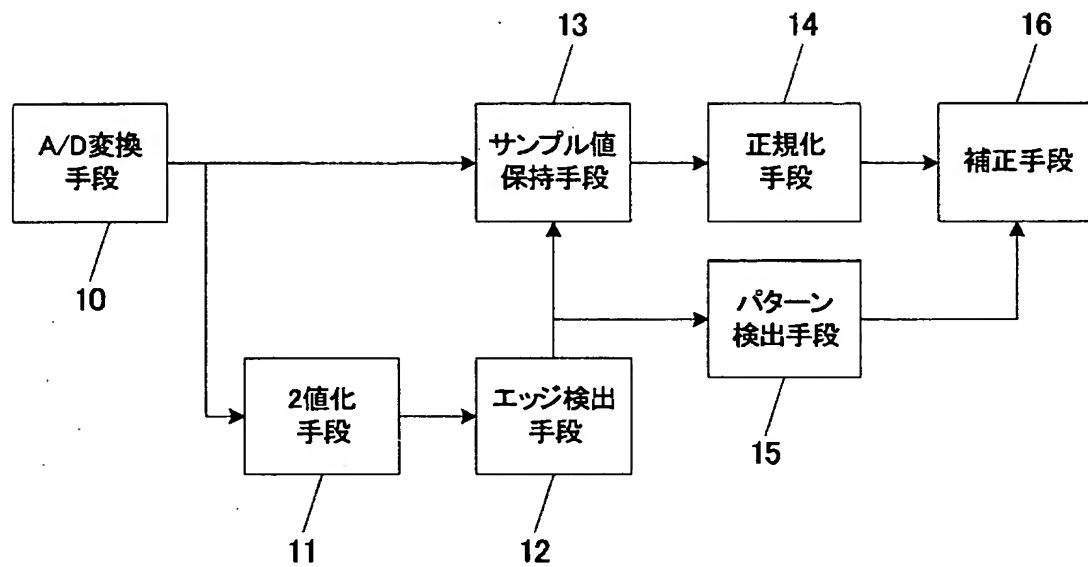 13
14
16
A/D変換
手段
サンプル値
保持手段
正規化
手段
補正手段
10
パターン
検出手段
2値化
手段
エッジ検出
手段
15
11
12